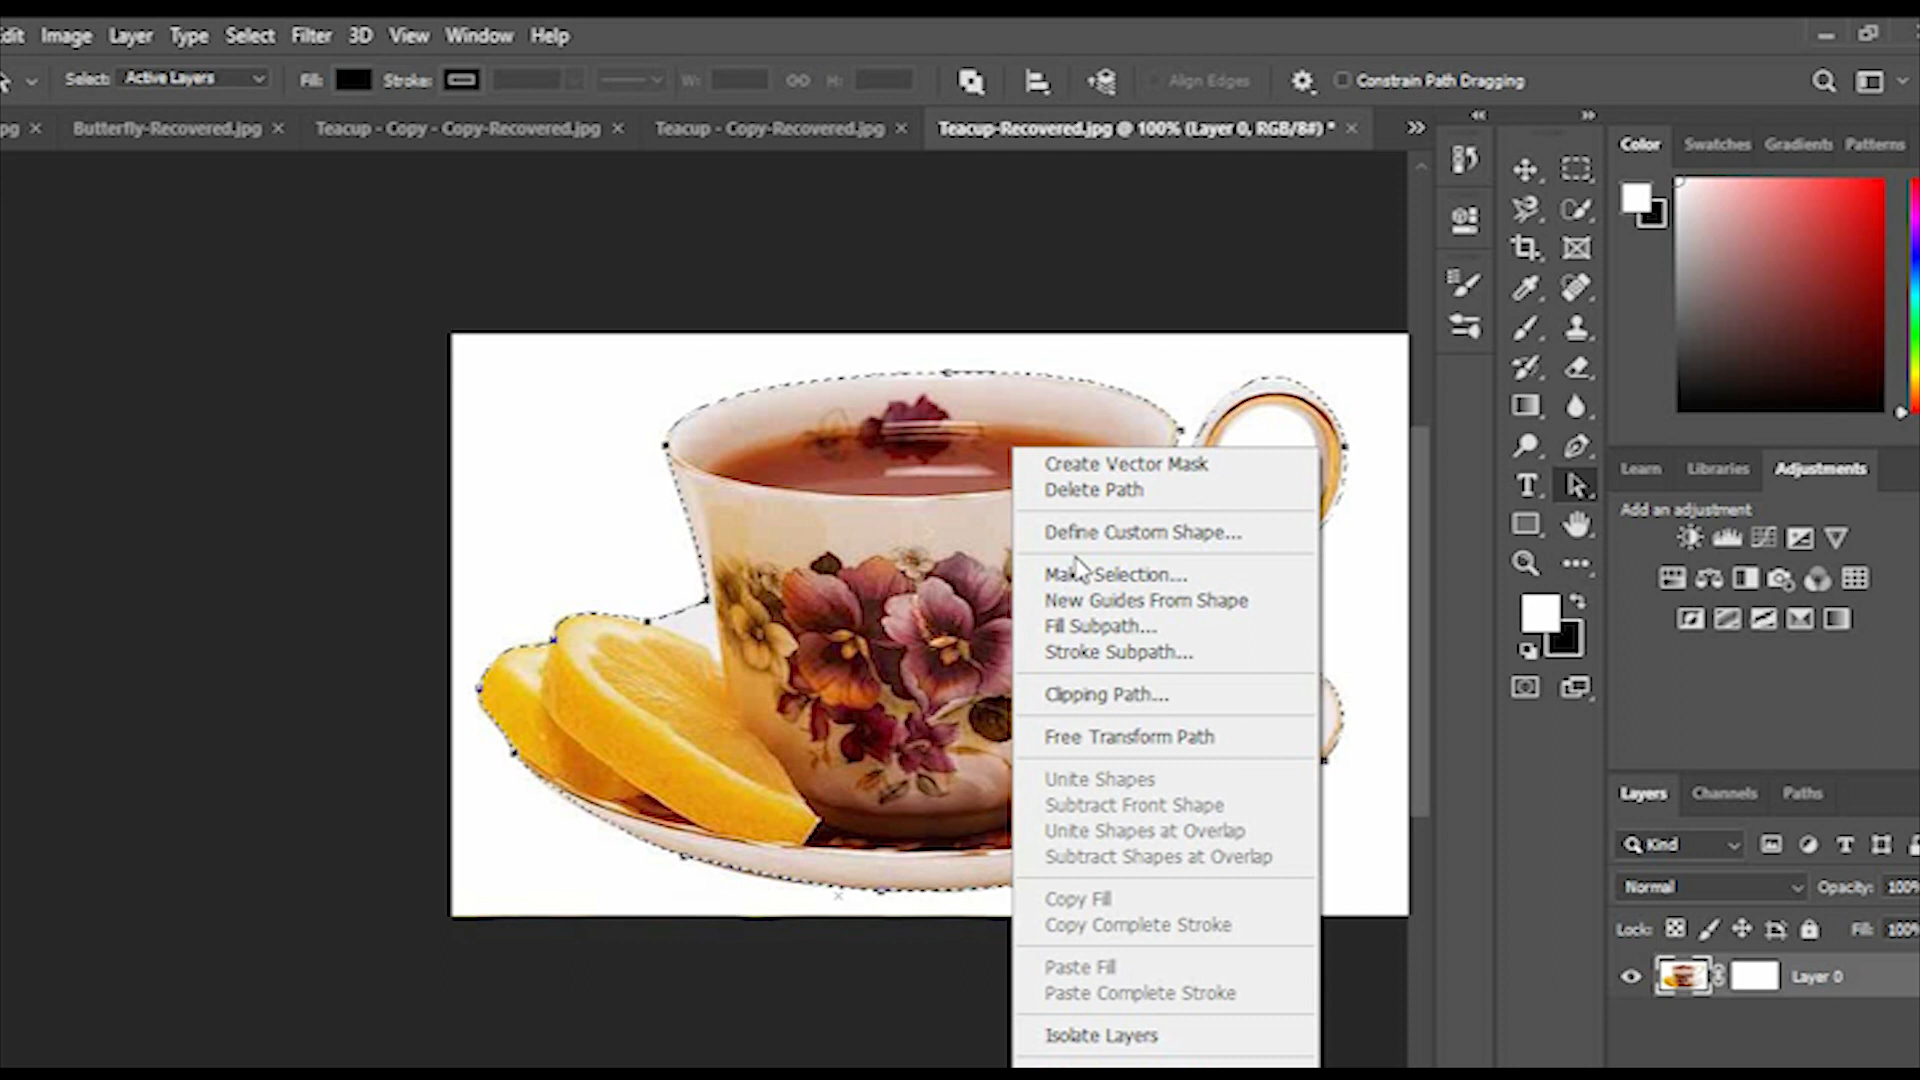 Edit Image Layer Type Select Filter 3D View Window Help
Select: Active Layers Fill: Stroke: W: H: Align Edges Constrain Path Dragging
pg × Butterfly-Recovered.jpg × Teacup - Copy - Copy-Recovered.jpg × Teacup - Copy-Recovered.jpg × Teacup-Recovered.jpg @ 100% (Layer 0, RGB/8#) * ×
Color Swatches Gradients Patterns
Create Vector Mask
Delete Path
Define Custom Shape...
Make Selection...
New Guides From Shape
Fill Subpath...
Stroke Subpath...
Clipping Path...
Free Transform Path
Unite Shapes
Subtract Front Shape
Unite Shapes at Overlap
Subtract Shapes at Overlap
Copy Fill
Copy Complete Stroke
Paste Fill
Paste Complete Stroke
Isolate Layers
Learn Libraries Adjustments
Add an adjustment
Layers Channels Paths
Kind
Normal Opacity: 100%
Lock: Fill: 100%
Layer 0